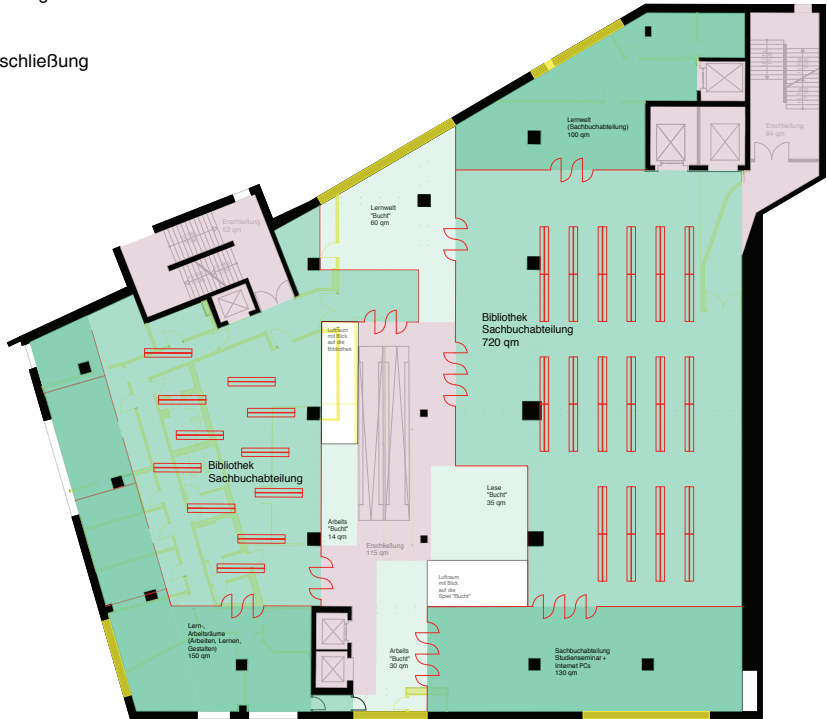 g
schließung
Lernwelt
(Sachbuchabteilung)
100 qm
Erschließung
94 qm
Lernwelt
"Bucht"
60 qm
Erschließung
52 qm
Bibliothek
Sachbuchabteilung
720 qm
Luftraum
mit Blick
auf die
Bibliothek
Bibliothek
Sachbuchabteilung
Lese
"Bucht"
35 qm
Arbeits
"Bucht"
14 qm
Erschließung
115 qm
Luftraum
mit Blick
auf die
Spiel "Bucht"
Lern-,
Arbeitsräume
(Arbeiten, Lernen,
Gestalten)
150 qm
Arbeits
"Bucht"
30 qm
Sachbuchabteilung
Studienseminar +
Internet PCs
130 qm